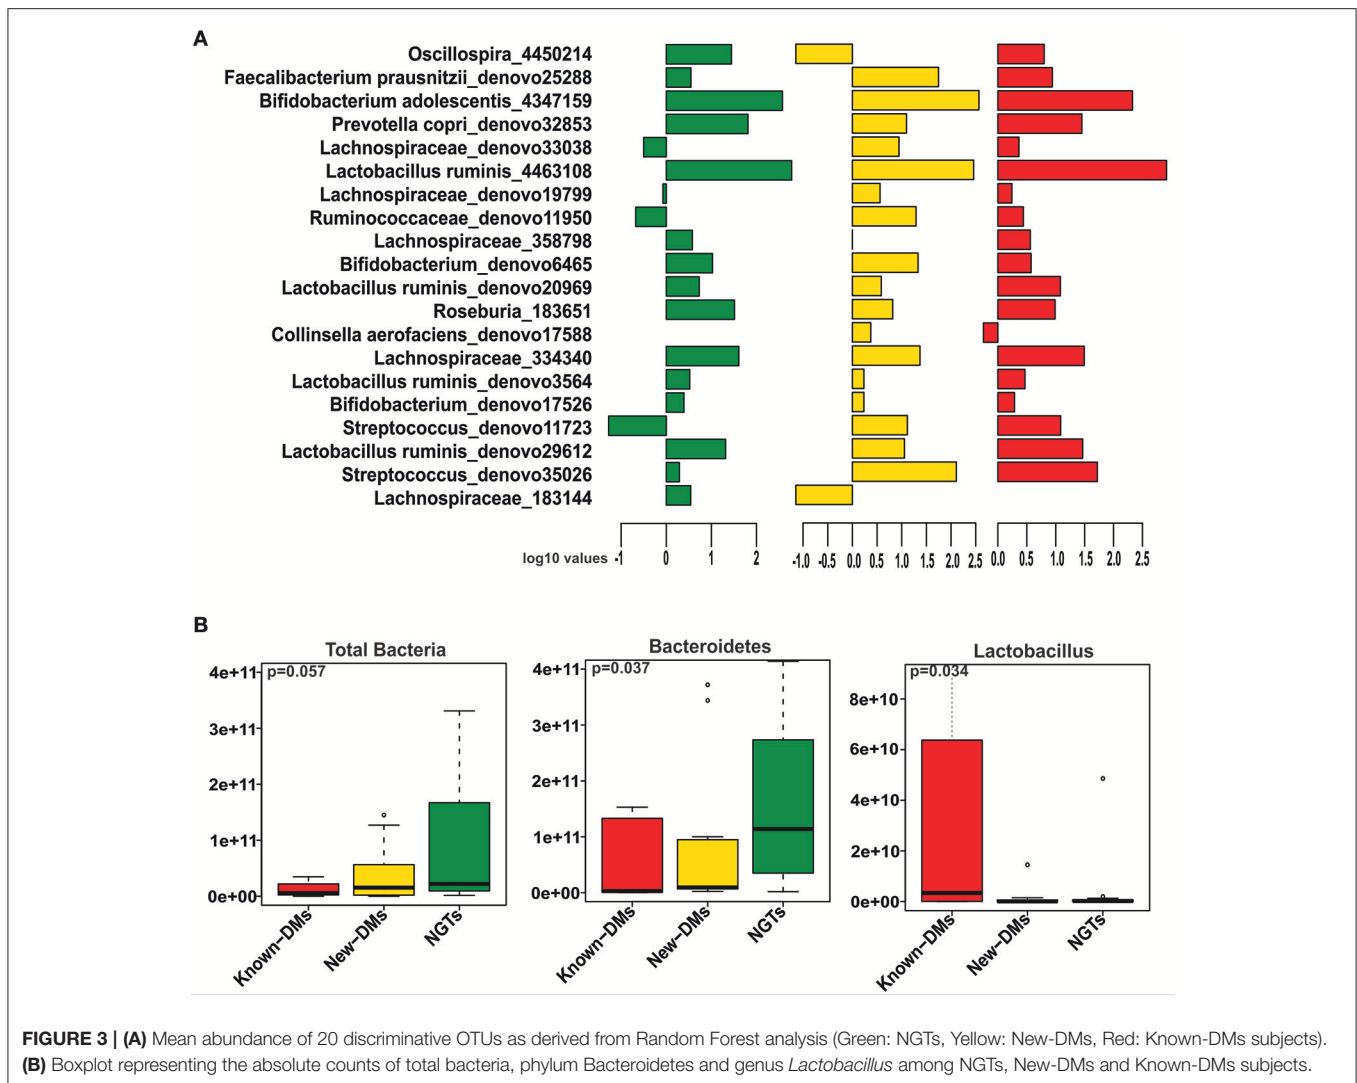 A
Oscillospira_4450214
Faecalibacterium prausnitzii_denovo25288
Bifidobacterium adolescentis_4347159
Prevotella copri_denovo32853
Lachnospiraceae_denovo33038
Lactobacillus ruminis_4463108
Lachnospiraceae_denovo19799
Ruminococcaceae_denovo11950
Lachnospiraceae_358798
Bifidobacterium_denovo6465
Lactobacillus ruminis_denovo20969
Roseburia_183651
Collinsella aerofaciens_denovo17588
Lachnospiraceae_334340
Lactobacillus ruminis_denovo3564
Bifidobacterium_denovo17526
Streptococcus_denovo11723
Lactobacillus ruminis_denovo29612
Streptococcus_denovo35026
Lachnospiraceae_183144
log10 values -1 0 1 2 -1.0 -0.5 0.0 0.5 1.0 1.5 2.0 2.5 0.0 0.5 1.0 1.5 2.0 2.5
B
Total Bacteria
p=0.057
4e+11
3e+11
2e+11
1e+11
0e+00
Known-DMs New-DMs NGTs
Bacteroidetes
p=0.037
4e+11
3e+11
2e+11
1e+11
0e+00
Known-DMs New-DMs NGTs
Lactobacillus
p=0.034
8e+10
6e+10
4e+10
2e+10
0e+00
Known-DMs New-DMs NGTs
FIGURE 3 | (A) Mean abundance of 20 discriminative OTUs as derived from Random Forest analysis (Green: NGTs, Yellow: New-DMs, Red: Known-DMs subjects).
(B) Boxplot representing the absolute counts of total bacteria, phylum Bacteroidetes and genus Lactobacillus among NGTs, New-DMs and Known-DMs subjects.